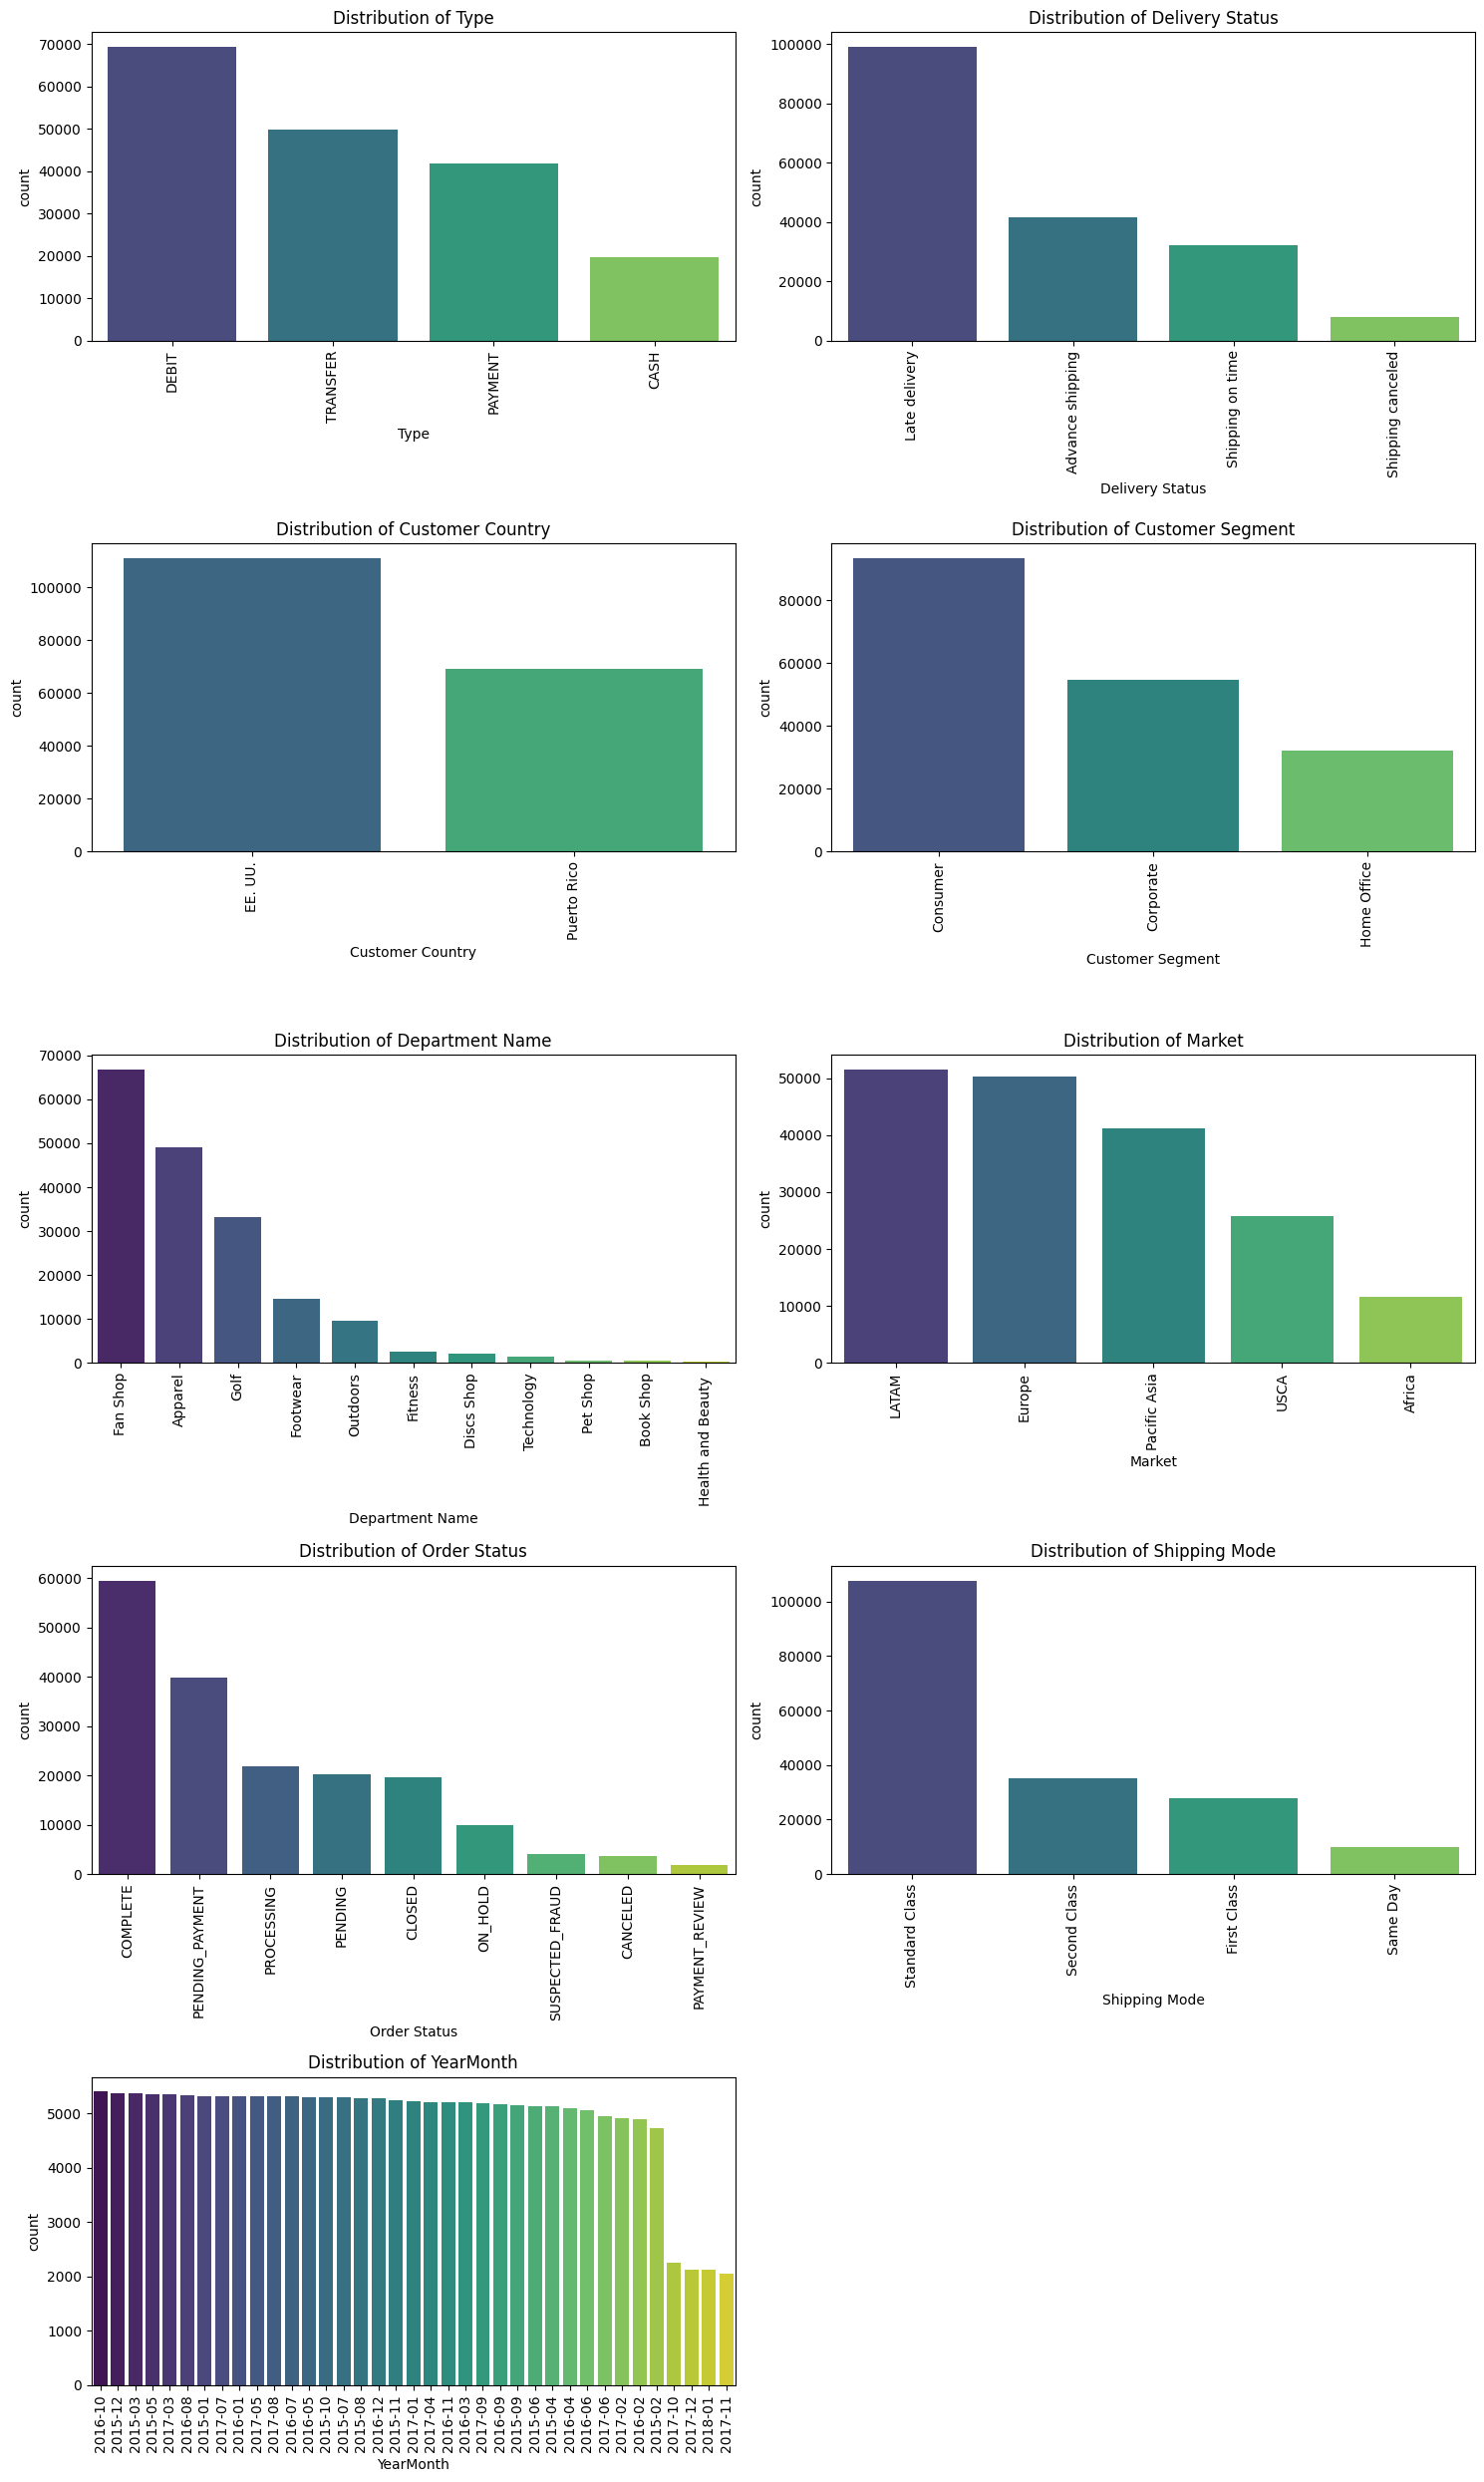 Distribution of Type
70000
60000
50000
40000
30000
20000
10000
0
count
DEBIT
TRANSFER
PAYMENT
CASH
Type
Distribution of Delivery Status
100000
80000
60000
40000
20000
0
count
Late delivery
Advance shipping
Shipping on time
Shipping canceled
Delivery Status
Distribution of Customer Country
100000
80000
60000
40000
20000
0
count
EE. UU.
Puerto Rico
Customer Country
Distribution of Customer Segment
80000
60000
40000
20000
0
count
Consumer
Corporate
Home Office
Customer Segment
Distribution of Department Name
70000
60000
50000
40000
30000
20000
10000
0
count
Fan Shop
Apparel
Golf
Footwear
Outdoors
Fitness
Discs Shop
Technology
Pet Shop
Book Shop
Health and Beauty
Department Name
Distribution of Market
50000
40000
30000
20000
10000
0
count
LATAM
Europe
Pacific Asia
USCA
Africa
Market
Distribution of Order Status
60000
50000
40000
30000
20000
10000
0
count
COMPLETE
PENDING_PAYMENT
PROCESSING
PENDING
CLOSED
ON_HOLD
SUSPECTED_FRAUD
CANCELED
PAYMENT_REVIEW
Order Status
Distribution of Shipping Mode
100000
80000
60000
40000
20000
0
count
Standard Class
Second Class
First Class
Same Day
Shipping Mode
Distribution of YearMonth
5000
4000
3000
2000
1000
0
count
2016-10
2015-12
2015-03
2015-05
2017-03
2016-08
2015-01
2017-07
2016-01
2017-05
2017-08
2016-07
2016-05
2015-10
2015-07
2015-08
2016-12
2015-11
2017-01
2017-04
2016-11
2016-03
2017-09
2016-09
2015-09
2015-06
2015-04
2016-04
2016-06
2017-06
2017-02
2016-02
2015-02
2017-10
2017-12
2018-01
2017-11
YearMonth